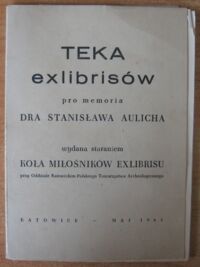 TEKA
exlibrisów
pro memoria
DRA STANISŁAWA AULICHA
wydana staraniem
KOŁA MIŁOŚNIKÓW EXLIBRISU
przy Oddziale Katowickim Polskiego Towarzystwa Archeologicznego
KATOWICE – MAJ 1961